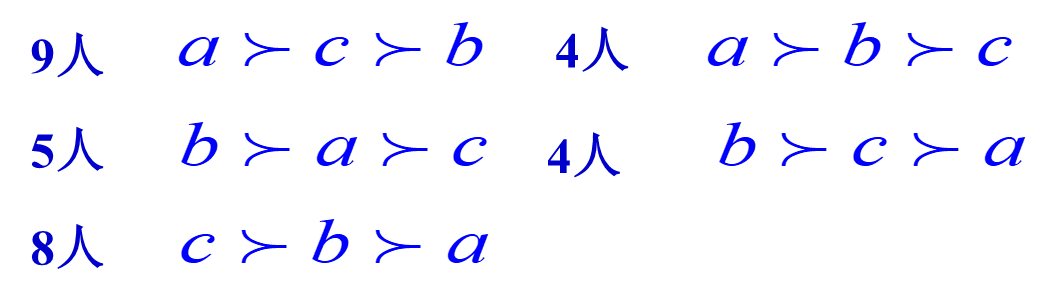 9人 a ≻ c ≻ b 4人 a ≻ b ≻ c
5人 b ≻ a ≻ c 4人 b ≻ c ≻ a
8人 c ≻ b ≻ a